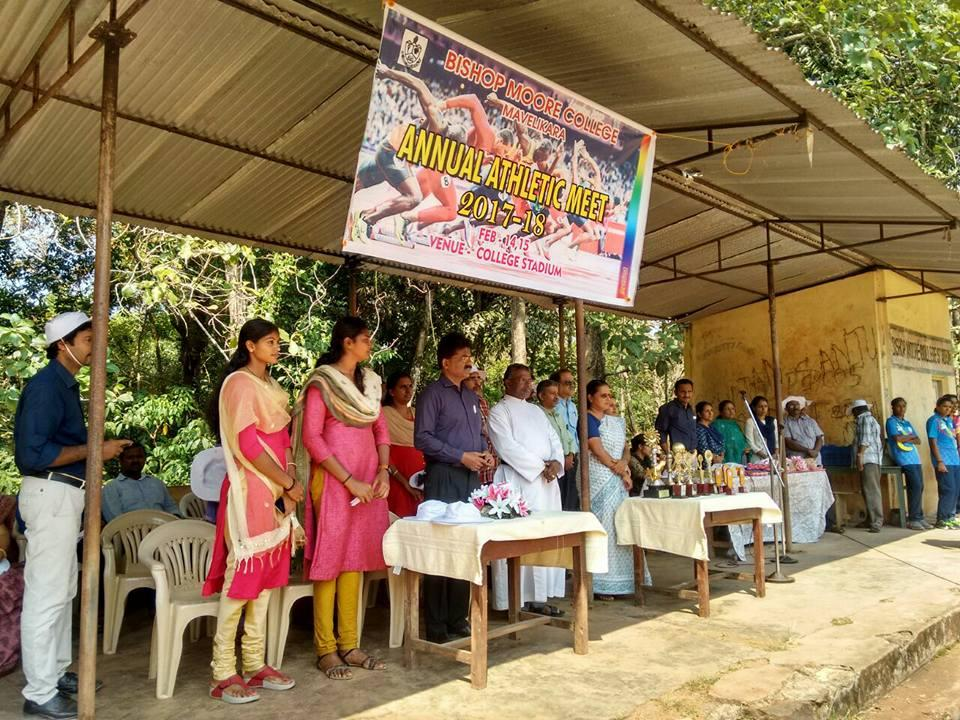 BISHOP MOORE COLLEGE
MAVELIKARA
ANNUAL ATHLETIC MEET
2017-18
FEB - 14,15
VENUE - COLLEGE STADIUM